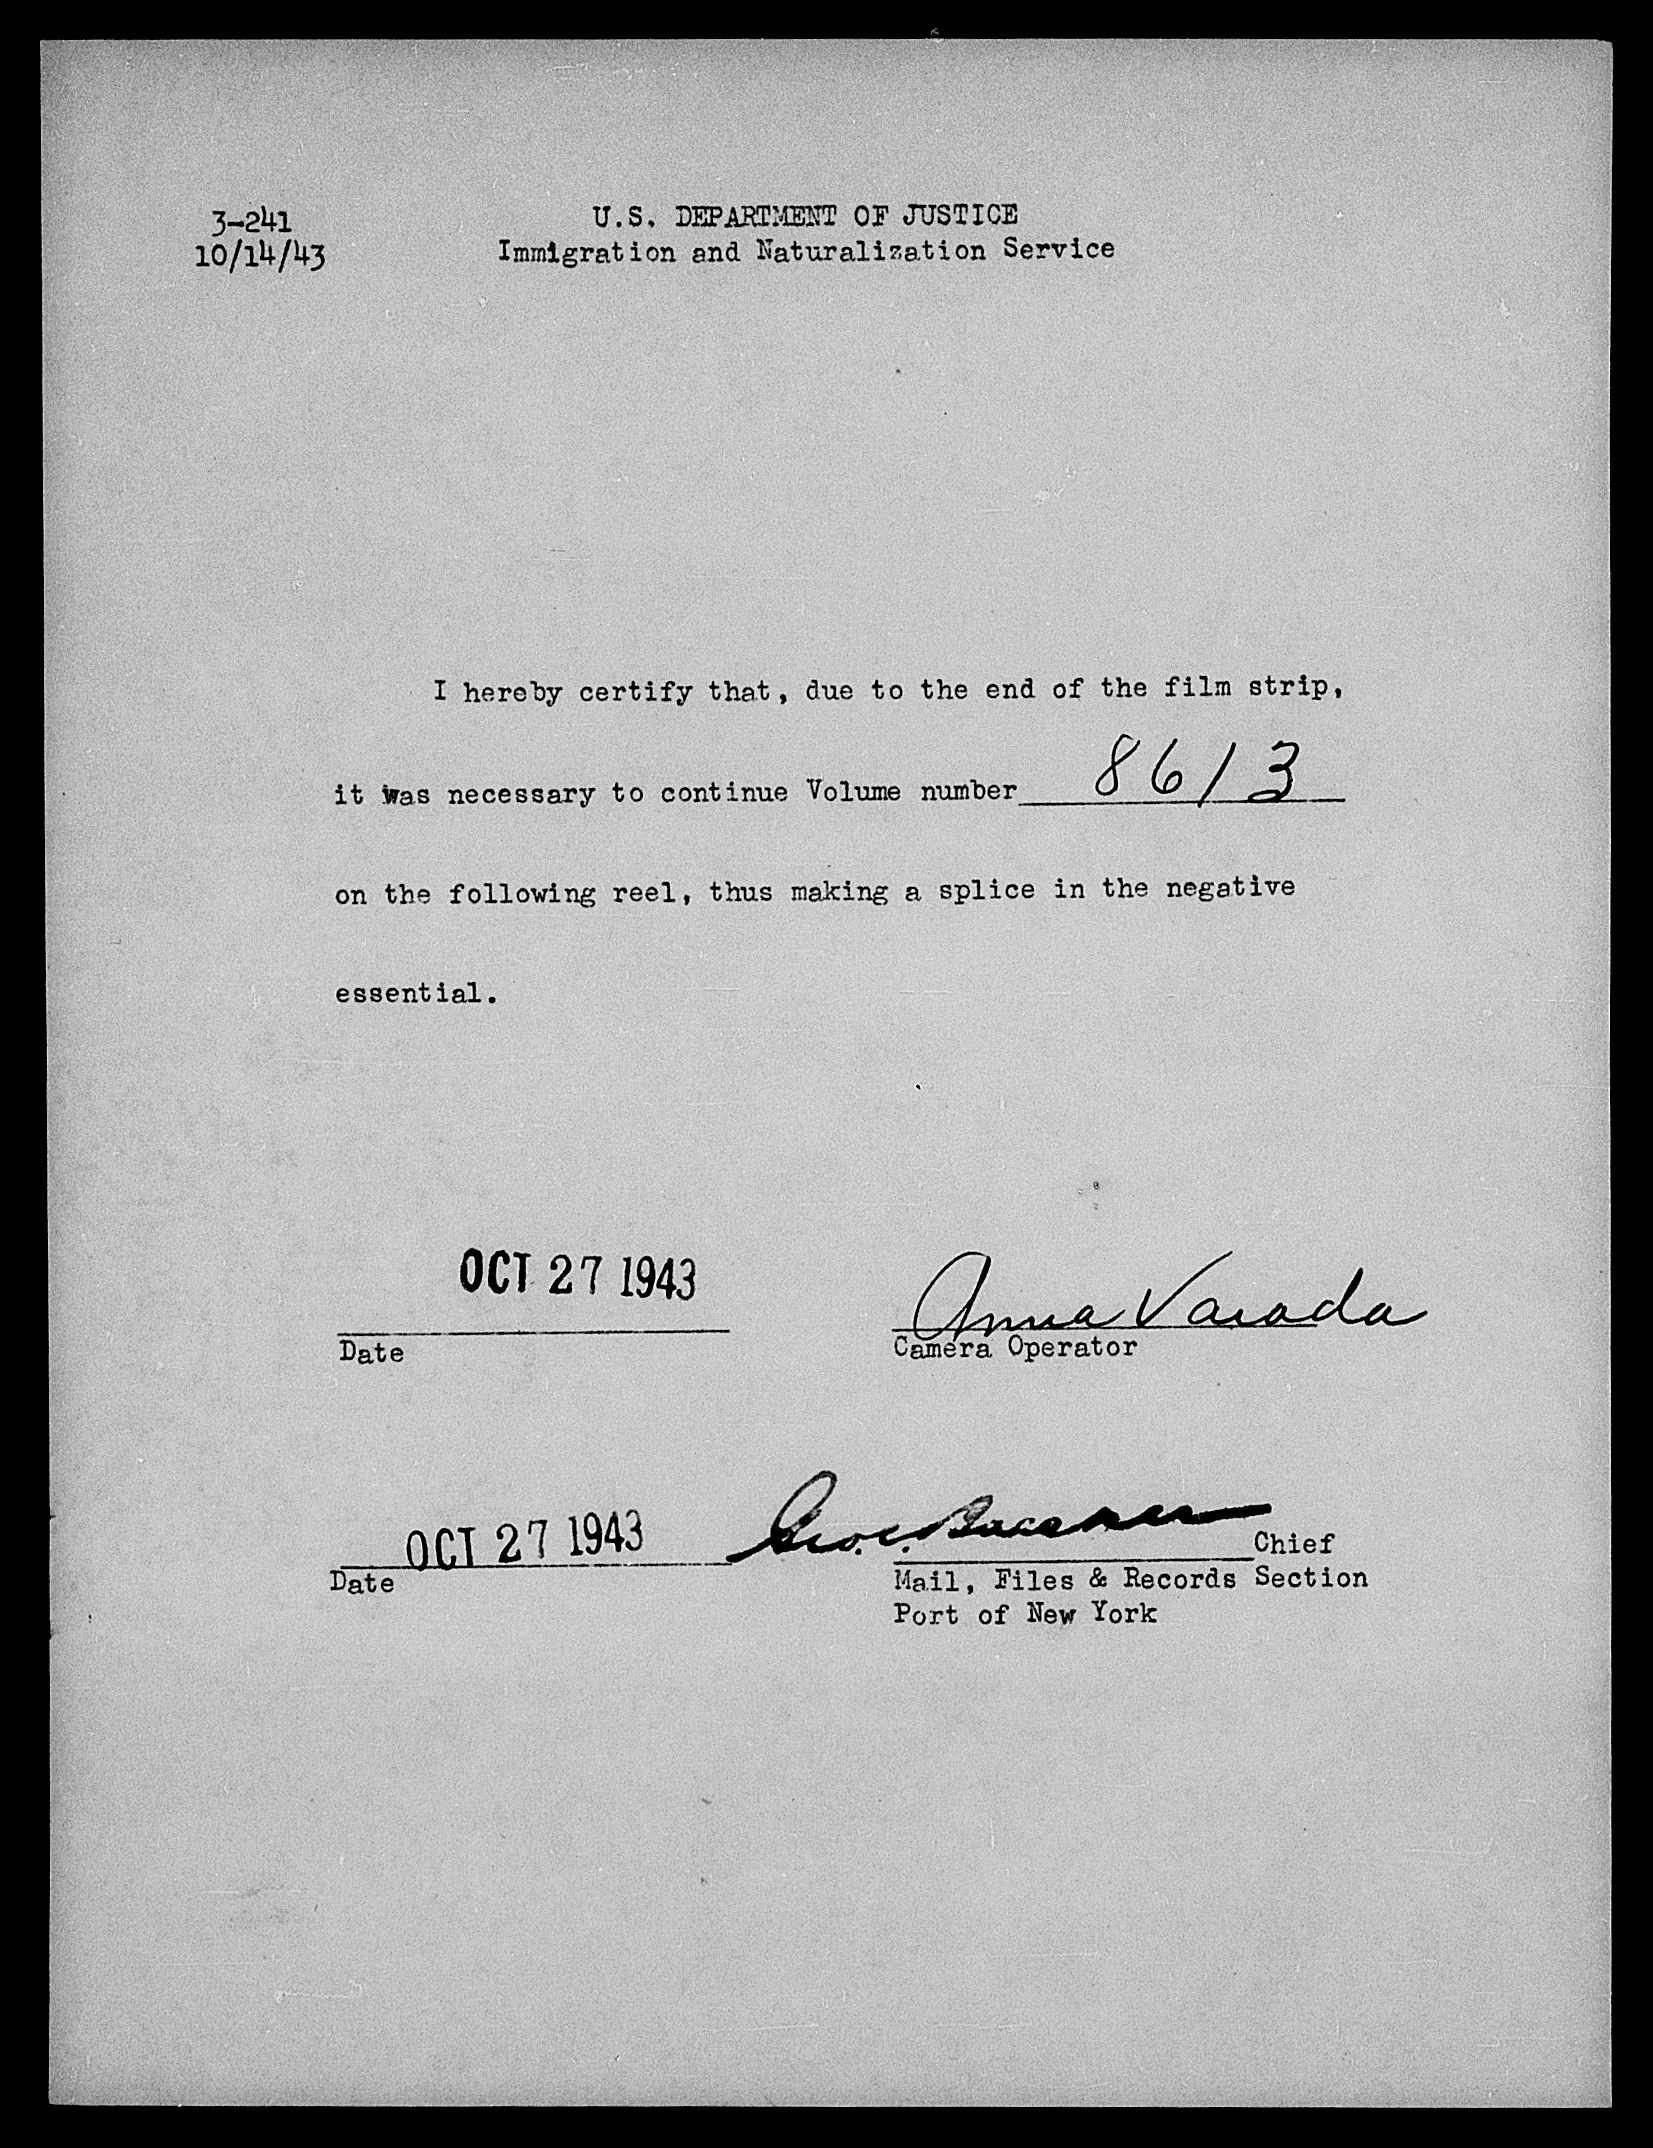 3-241
10/14/43
U.S. DEPARTMENT OF JUSTICE
Immigration and Naturalization Service
I hereby certify that, due to the end of the film strip,
it was necessary to continue Volume number 8613
on the following reel, thus making a splice in the negative
essential.
OCT 27 1943
Date
Anna Varada
Camera Operator
OCT 27 1943
Date
Geo. C.
Chief
Mail, Files & Records Section
Port of New York